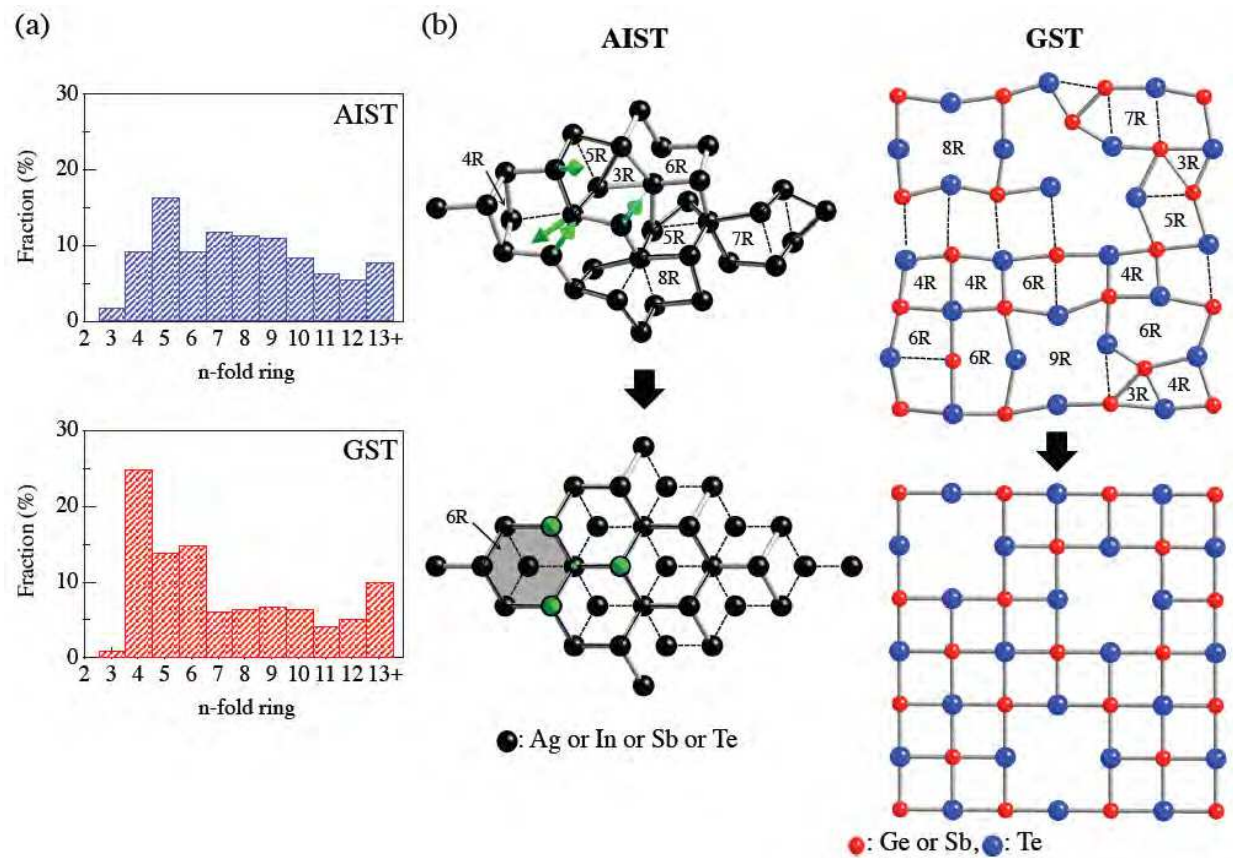 (a)
30
AIST
20
Fraction (%)
10
0
2 3 4 5 6 7 8 9 10 11 12 13+
n-fold ring
30
GST
20
Fraction (%)
10
0
2 3 4 5 6 7 8 9 10 11 12 13+
n-fold ring
(b)
AIST
4R
5R
3R
6R
5R
7R
8R
6R
●: Ag or In or Sb or Te
GST
7R
8R
3R
5R
4R 4R 6R 4R
6R 6R
6R 9R
3R 4R
●: Ge or Sb, ●: Te